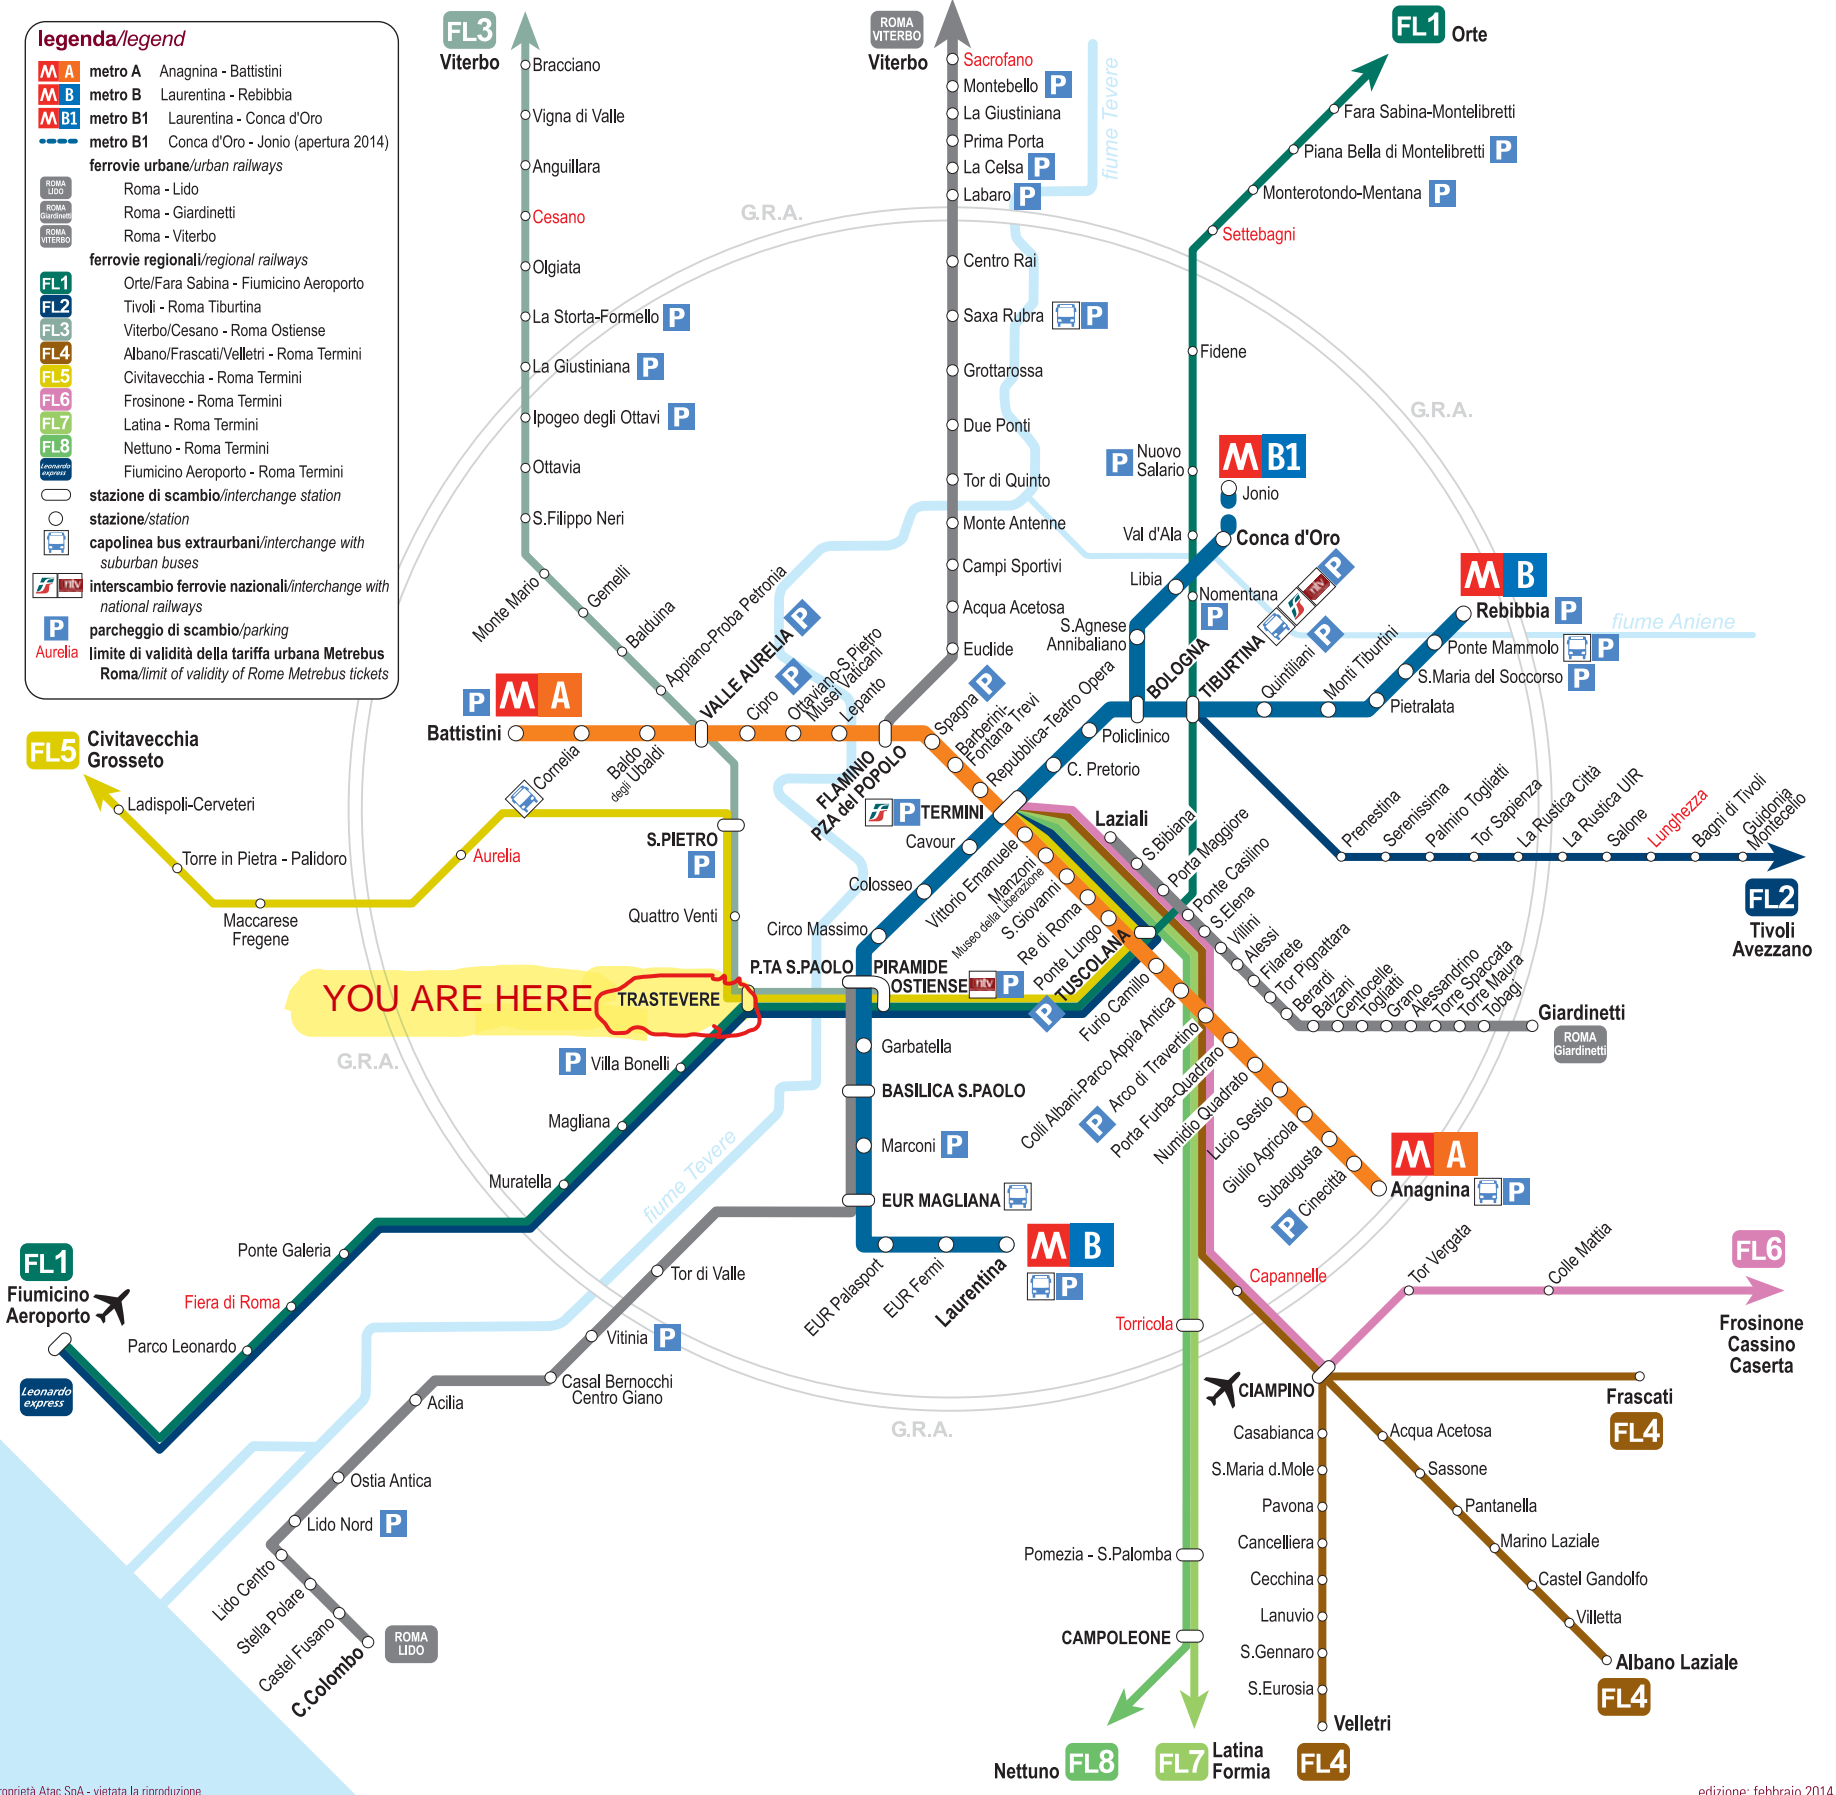 legenda/legend
M A metro A Anagnina - Battistini
M B metro B Laurentina - Rebibbia
M B1 metro B1 Laurentina - Conca d'Oro
metro B1 Conca d'Oro - Jonio (apertura 2014)
ferrovie urbane/urban railways
ROMA LIDO Roma - Lido
ROMA Giardinetti Roma - Giardinetti
ROMA VITERBO Roma - Viterbo
ferrovie regionali/regional railways
FL1 Orte/Fara Sabina - Fiumicino Aeroporto
FL2 Tivoli - Roma Tiburtina
FL3 Viterbo/Cesano - Roma Ostiense
FL4 Albano/Frascati/Velletri - Roma Termini
FL5 Civitavecchia - Roma Termini
FL6 Frosinone - Roma Termini
FL7 Latina - Roma Termini
FL8 Nettuno - Roma Termini
Leonardo express Fiumicino Aeroporto - Roma Termini
stazione di scambio/interchange station
stazione/station
capolinea bus extraurbani/interchange with
suburban buses
ntv interscambio ferrovie nazionali/interchange with
national railways
P parcheggio di scambio/parking
Aurelia limite di validità della tariffa urbana Metrebus
Roma/limit of validity of Rome Metrebus tickets
FL3
Viterbo
Bracciano
Vigna di Valle
Anguillara
Cesano
Olgiata
La Storta-Formello P
La Giustiniana P
Ipogeo degli Ottavi P
Ottavia
S.Filippo Neri
Monte Mario
Gemelli
Balduina
Appiano-Proba Petronia
VALLE AURELIA P
ROMA
VITERBO
Viterbo
Sacrofano
Montebello P
La Giustiniana
Prima Porta
La Celsa P
Labaro P
Centro Rai
Saxa Rubra P
Grottarossa
Due Ponti
Tor di Quinto
Monte Antenne
Campi Sportivi
Acqua Acetosa
Euclide
fiume Tevere
G.R.A.
FL1 Orte
Fara Sabina-Montelibretti
Piana Bella di Montelibretti P
Monterotondo-Mentana P
Settebagni
Fidene
G.R.A.
P Nuovo
Salario
Val d'Ala
Nomentana
P
M B1
Jonio
Conca d'Oro
Libia
S.Agnese
Annibaliano
BOLOGNA
TIBURTINA
ntv P
Quintiliani P
Monti Tiburtini
Pietralata
S.Maria del Soccorso P
Ponte Mammolo P
Rebibbia P
M B
fiume Aniene
P M A
Battistini
Cornelia
Baldo
degli Ubaldi
Cipro P
Ottaviano-S.Pietro
Musei Vaticani
Lepanto
FLAMINIO
PZA del POPOLO
Spagna P
Barberini-
Fontana Trevi
Repubblica-Teatro Opera
Policlinico
C. Pretorio
P TERMINI
Cavour
Colosseo
Circo Massimo
Vittorio Emanuele
Manzoni
Museo della Liberazione
S.Giovanni
Re di Roma
Ponte Lungo
P TUSCOLANA
Furio Camillo
Colli Albani-Parco Appia Antica
P Arco di Travertino
Porta Furba-Quadraro
Numidio Quadrato
Lucio Sestio
Giulio Agricola
Subaugusta
P Cinecittà
Anagnina P
M A
Laziali
S.Bibiana
Porta Maggiore
Ponte Casilino
S.Elena
Villini
Alessi
Filarete
Tor Pignattara
Berardi
Balzani
Centocelle
Togliatti
Grano
Alessandrino
Torre Spaccata
Torre Maura
Tobagi
Giardinetti
ROMA
Giardinetti
Prenestina
Serenissima
Palmiro Togliatti
Tor Sapienza
La Rustica Città
La Rustica UIR
Salone
Lunghezza
Bagni di Tivoli
Guidonia
Montecelio
FL2
Tivoli
Avezzano
FL5 Civitavecchia
Grosseto
Ladispoli-Cerveteri
Torre in Pietra - Palidoro
Maccarese
Fregene
Aurelia
S.PIETRO
P
Quattro Venti
YOU ARE HERE TRASTEVERE
P.TA S.PAOLO PIRAMIDE
OSTIENSE ntv P
G.R.A.
P Villa Bonelli
Magliana
Muratella
Ponte Galeria
Fiera di Roma
Parco Leonardo
FL1
Fiumicino
Aeroporto
Leonardo
express
fiume Tevere
Garbatella
BASILICA S.PAOLO
Marconi P
EUR MAGLIANA
EUR Palasport
EUR Fermi
Laurentina
M B
P
Tor di Valle
Vitinia P
Casal Bernocchi
Centro Giano
Acilia
Ostia Antica
Lido Nord P
Lido Centro
Stella Polare
Castel Fusano
C.Colombo
ROMA
LIDO
G.R.A.
Torricola
Pomezia - S.Palomba
CAMPOLEONE
Nettuno FL8
FL7 Latina
Formia
Capannelle
CIAMPINO
Tor Vergata
Colle Mattia
FL6
Frosinone
Cassino
Caserta
Frascati
FL4
Casabianca
S.Maria d.Mole
Pavona
Cancelliera
Cecchina
Lanuvio
S.Gennaro
S.Eurosia
Velletri
FL4
Acqua Acetosa
Sassone
Pantanella
Marino Laziale
Castel Gandolfo
Villetta
Albano Laziale
FL4
roprietà Atac SpA - vietata la riproduzione
edizione: febbraio 2014